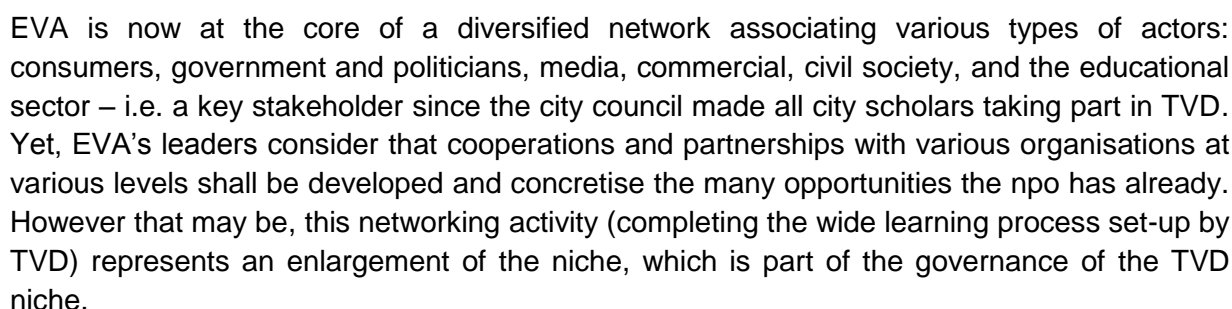 EVA is now at the core of a diversified network associating various types of actors:
consumers, government and politicians, media, commercial, civil society, and the educational
sector – i.e. a key stakeholder since the city council made all city scholars taking part in TVD.
Yet, EVA's leaders consider that cooperations and partnerships with various organisations at
various levels shall be developed and concretise the many opportunities the npo has already.
However that may be, this networking activity (completing the wide learning process set-up by
TVD) represents an enlargement of the niche, which is part of the governance of the TVD
niche.